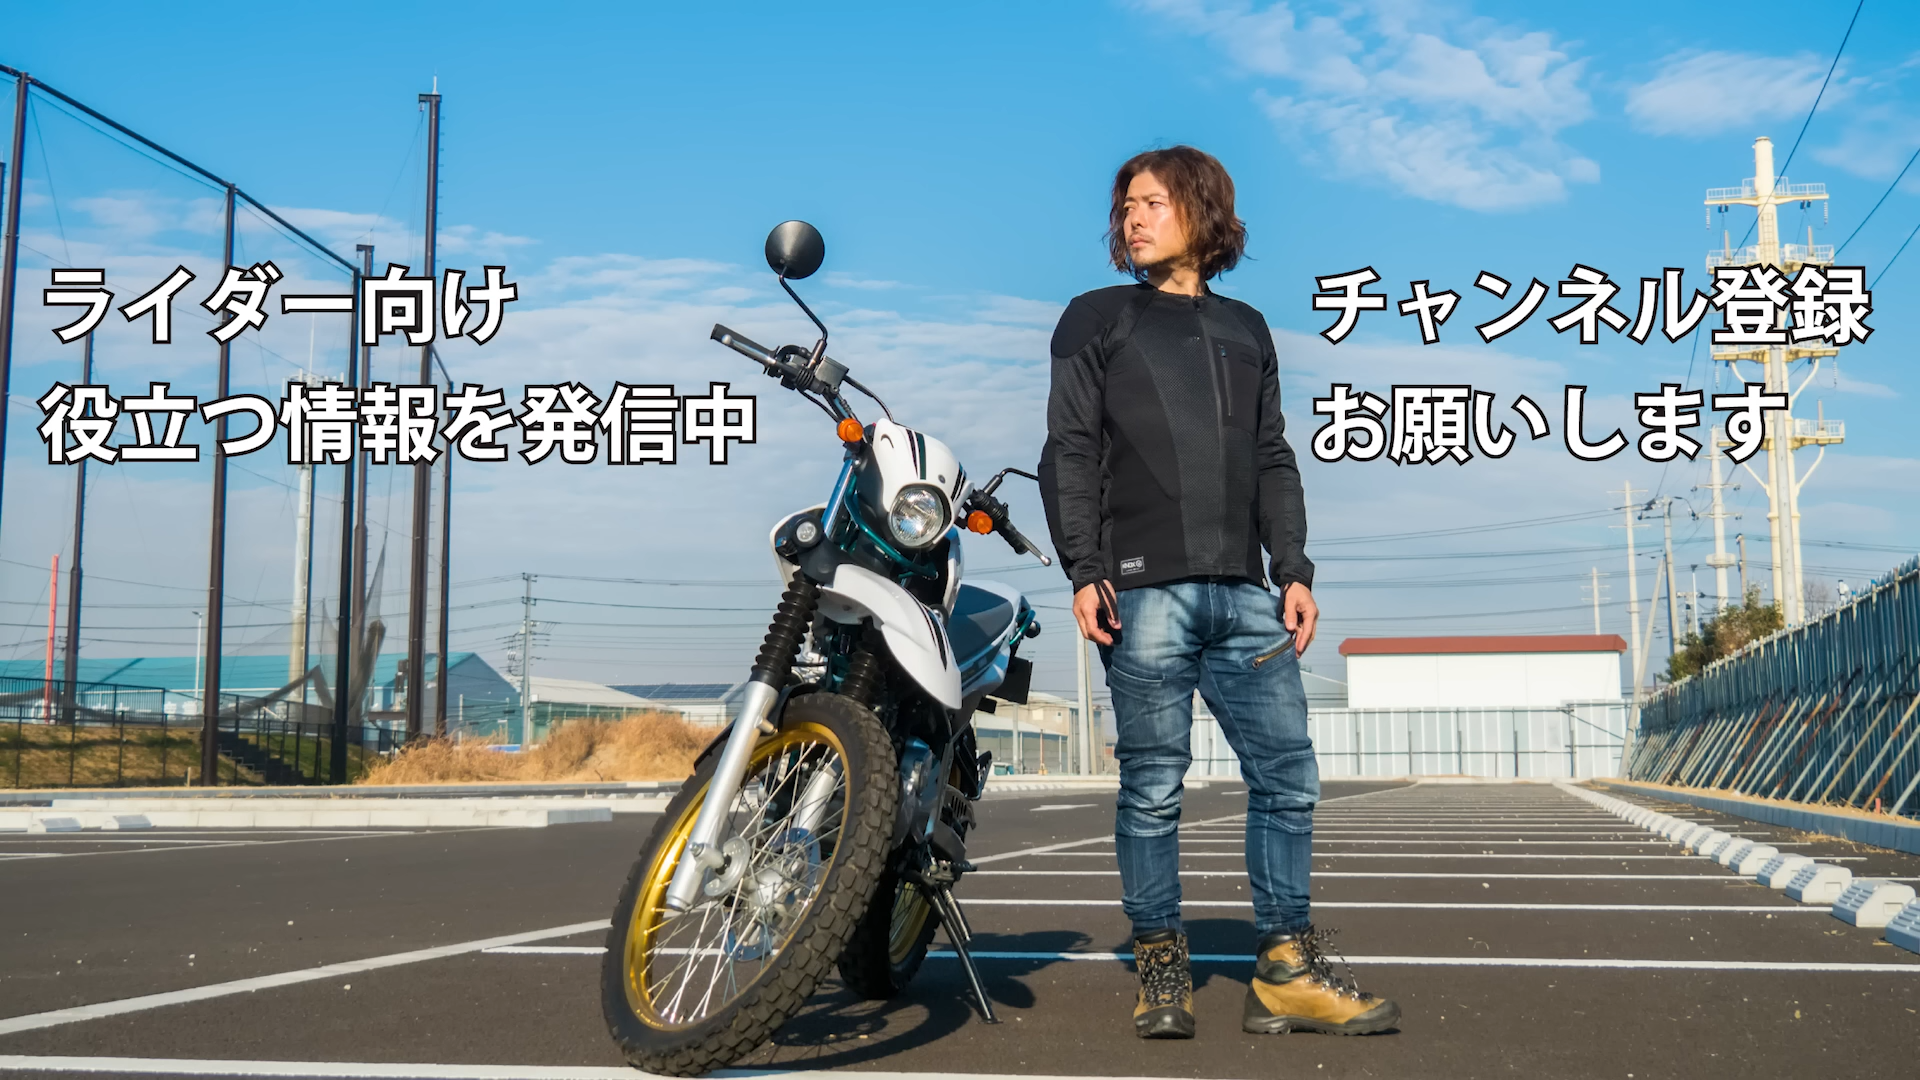 ライダー向け
役立つ情報を発信中
チャンネル登録
お願いします
KNOX